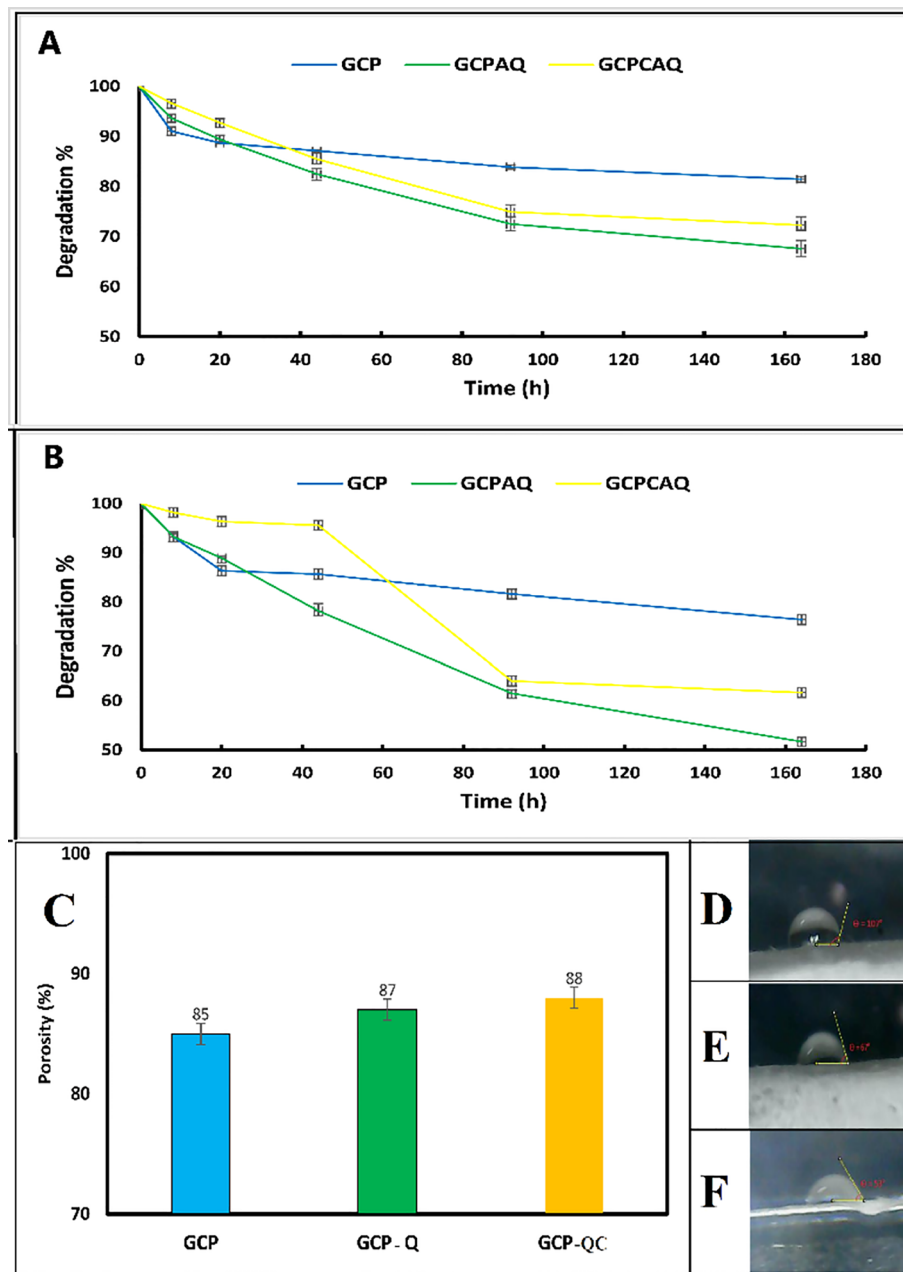 A
GCP GCPAQ GCPCAQ
Degradation %
100
90
80
70
60
50
0 20 40 60 80 100 120 140 160 180
Time (h)
B
GCP GCPAQ GCPCAQ
Degradation %
100
90
80
70
60
50
0 20 40 60 80 100 120 140 160 180
Time (h)
C
Porosity (%)
100
90
80
70
85
87
88
GCP GCP-Q GCP-QC
D
E
F